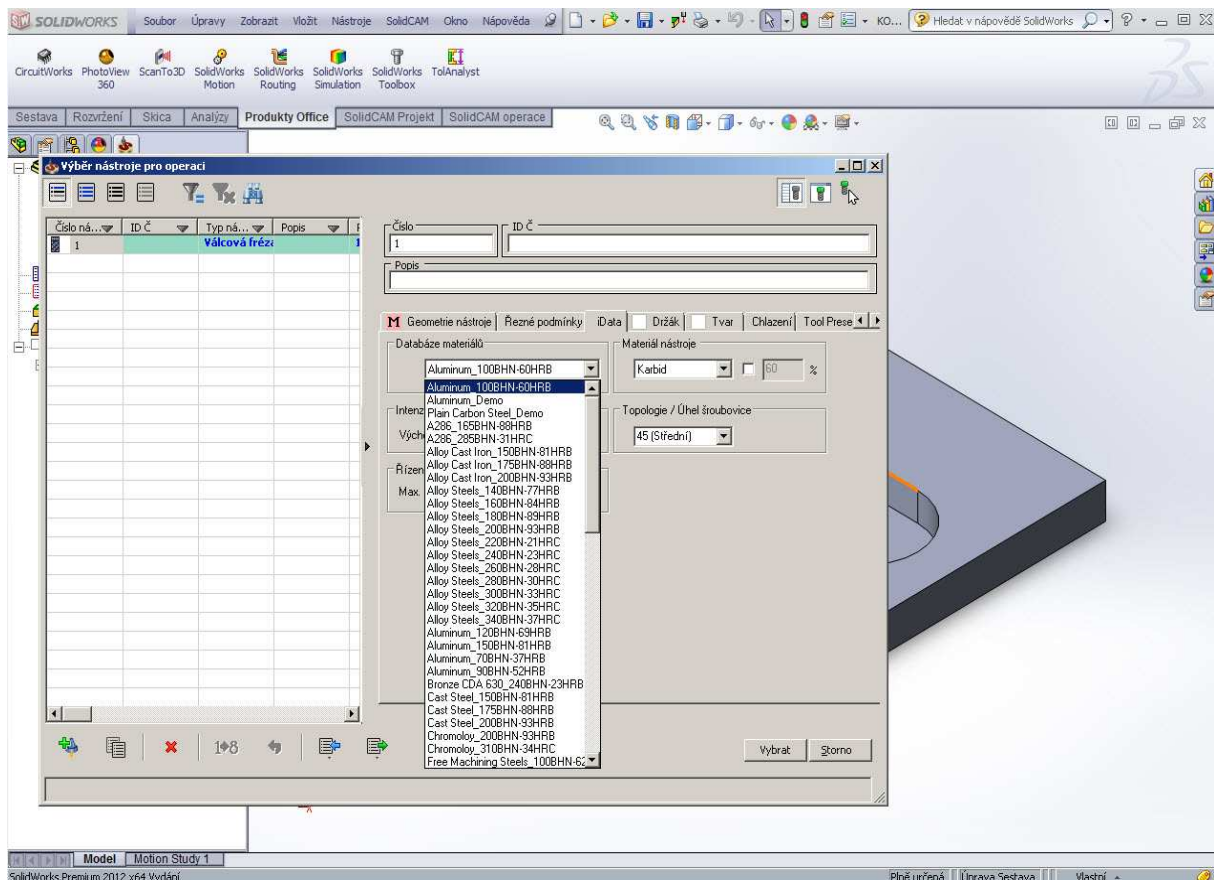 SOLIDWORKS Soubor Úpravy Zobrazit Vložit Nástroje SolidCAM Okno Nápověda KO... Hledat v nápovědě SolidWorks
CircuitWorks PhotoView 360 ScanTo3D SolidWorks Motion SolidWorks Routing SolidWorks Simulation SolidWorks Toolbox TolAnalyst
Sestava Rozvržení Skica Analýzy Produkty Office SolidCAM Projekt SolidCAM operace
Výběr nástroje pro operaci
Číslo ná... ID Č Typ ná... Popis
1 Válcová fréza
Číslo ID Č
1
Popis
M Geometrie nástroje Řezné podmínky iData Držák Tvar Chlazení Tool Prese
Databáze materiálů Materiál nástroje
Aluminum_100BHN-60HRB Karbid 60 %
Aluminum_100BHN-60HRB
Aluminum_Demo
Plain Carbon Steel_Demo
A286_165BHN-88HRB
A286_285BHN-31HRC
Alloy Cast Iron_150BHN-81HRB
Alloy Cast Iron_175BHN-88HRB
Alloy Cast Iron_200BHN-93HRB
Alloy Steels_140BHN-77HRB
Alloy Steels_160BHN-84HRB
Alloy Steels_180BHN-89HRB
Alloy Steels_200BHN-93HRB
Alloy Steels_220BHN-21HRC
Alloy Steels_240BHN-23HRC
Alloy Steels_260BHN-28HRC
Alloy Steels_280BHN-30HRC
Alloy Steels_300BHN-33HRC
Alloy Steels_320BHN-35HRC
Alloy Steels_340BHN-37HRC
Aluminum_120BHN-69HRB
Aluminum_150BHN-81HRB
Aluminum_70BHN-37HRB
Aluminum_90BHN-52HRB
Bronze CDA 630_240BHN-23HRB
Cast Steel_150BHN-81HRB
Cast Steel_175BHN-88HRB
Cast Steel_200BHN-93HRB
Chromoloy_200BHN-93HRB
Chromoloy_310BHN-34HRC
Free Machining Steels_100BHN-62
Intenz
Vých
Topologie / Úhel šroubovice
45 (Střední)
Řízen
Max.
1 8
Vybrat Storno
Model Motion Study 1
SolidWorks Premium 2012 x64 Vydání Plně určená Úprava Sestava Vlastní